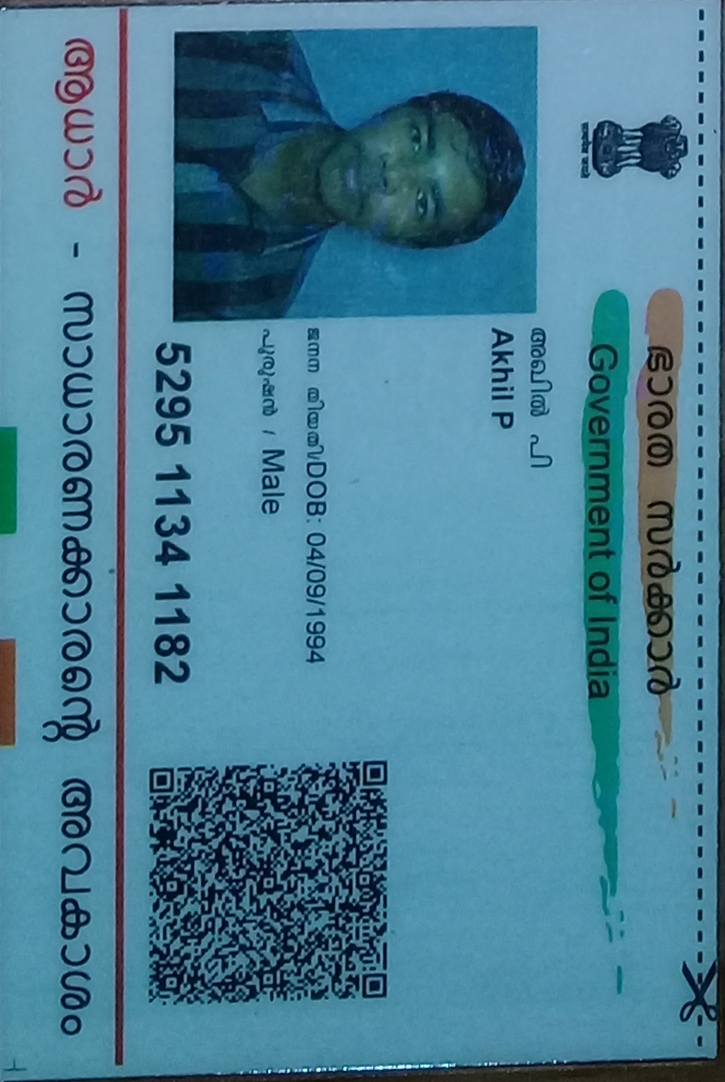 ഭാരത സർക്കാർ
Government of India
അഖിൽ പി
Akhil P
ജനന തിയതി/DOB: 04/09/1994
പുരുഷൻ / Male
5295 1134 1182
ആധാർ - സാധാരണക്കാരന്റെ അവകാശം